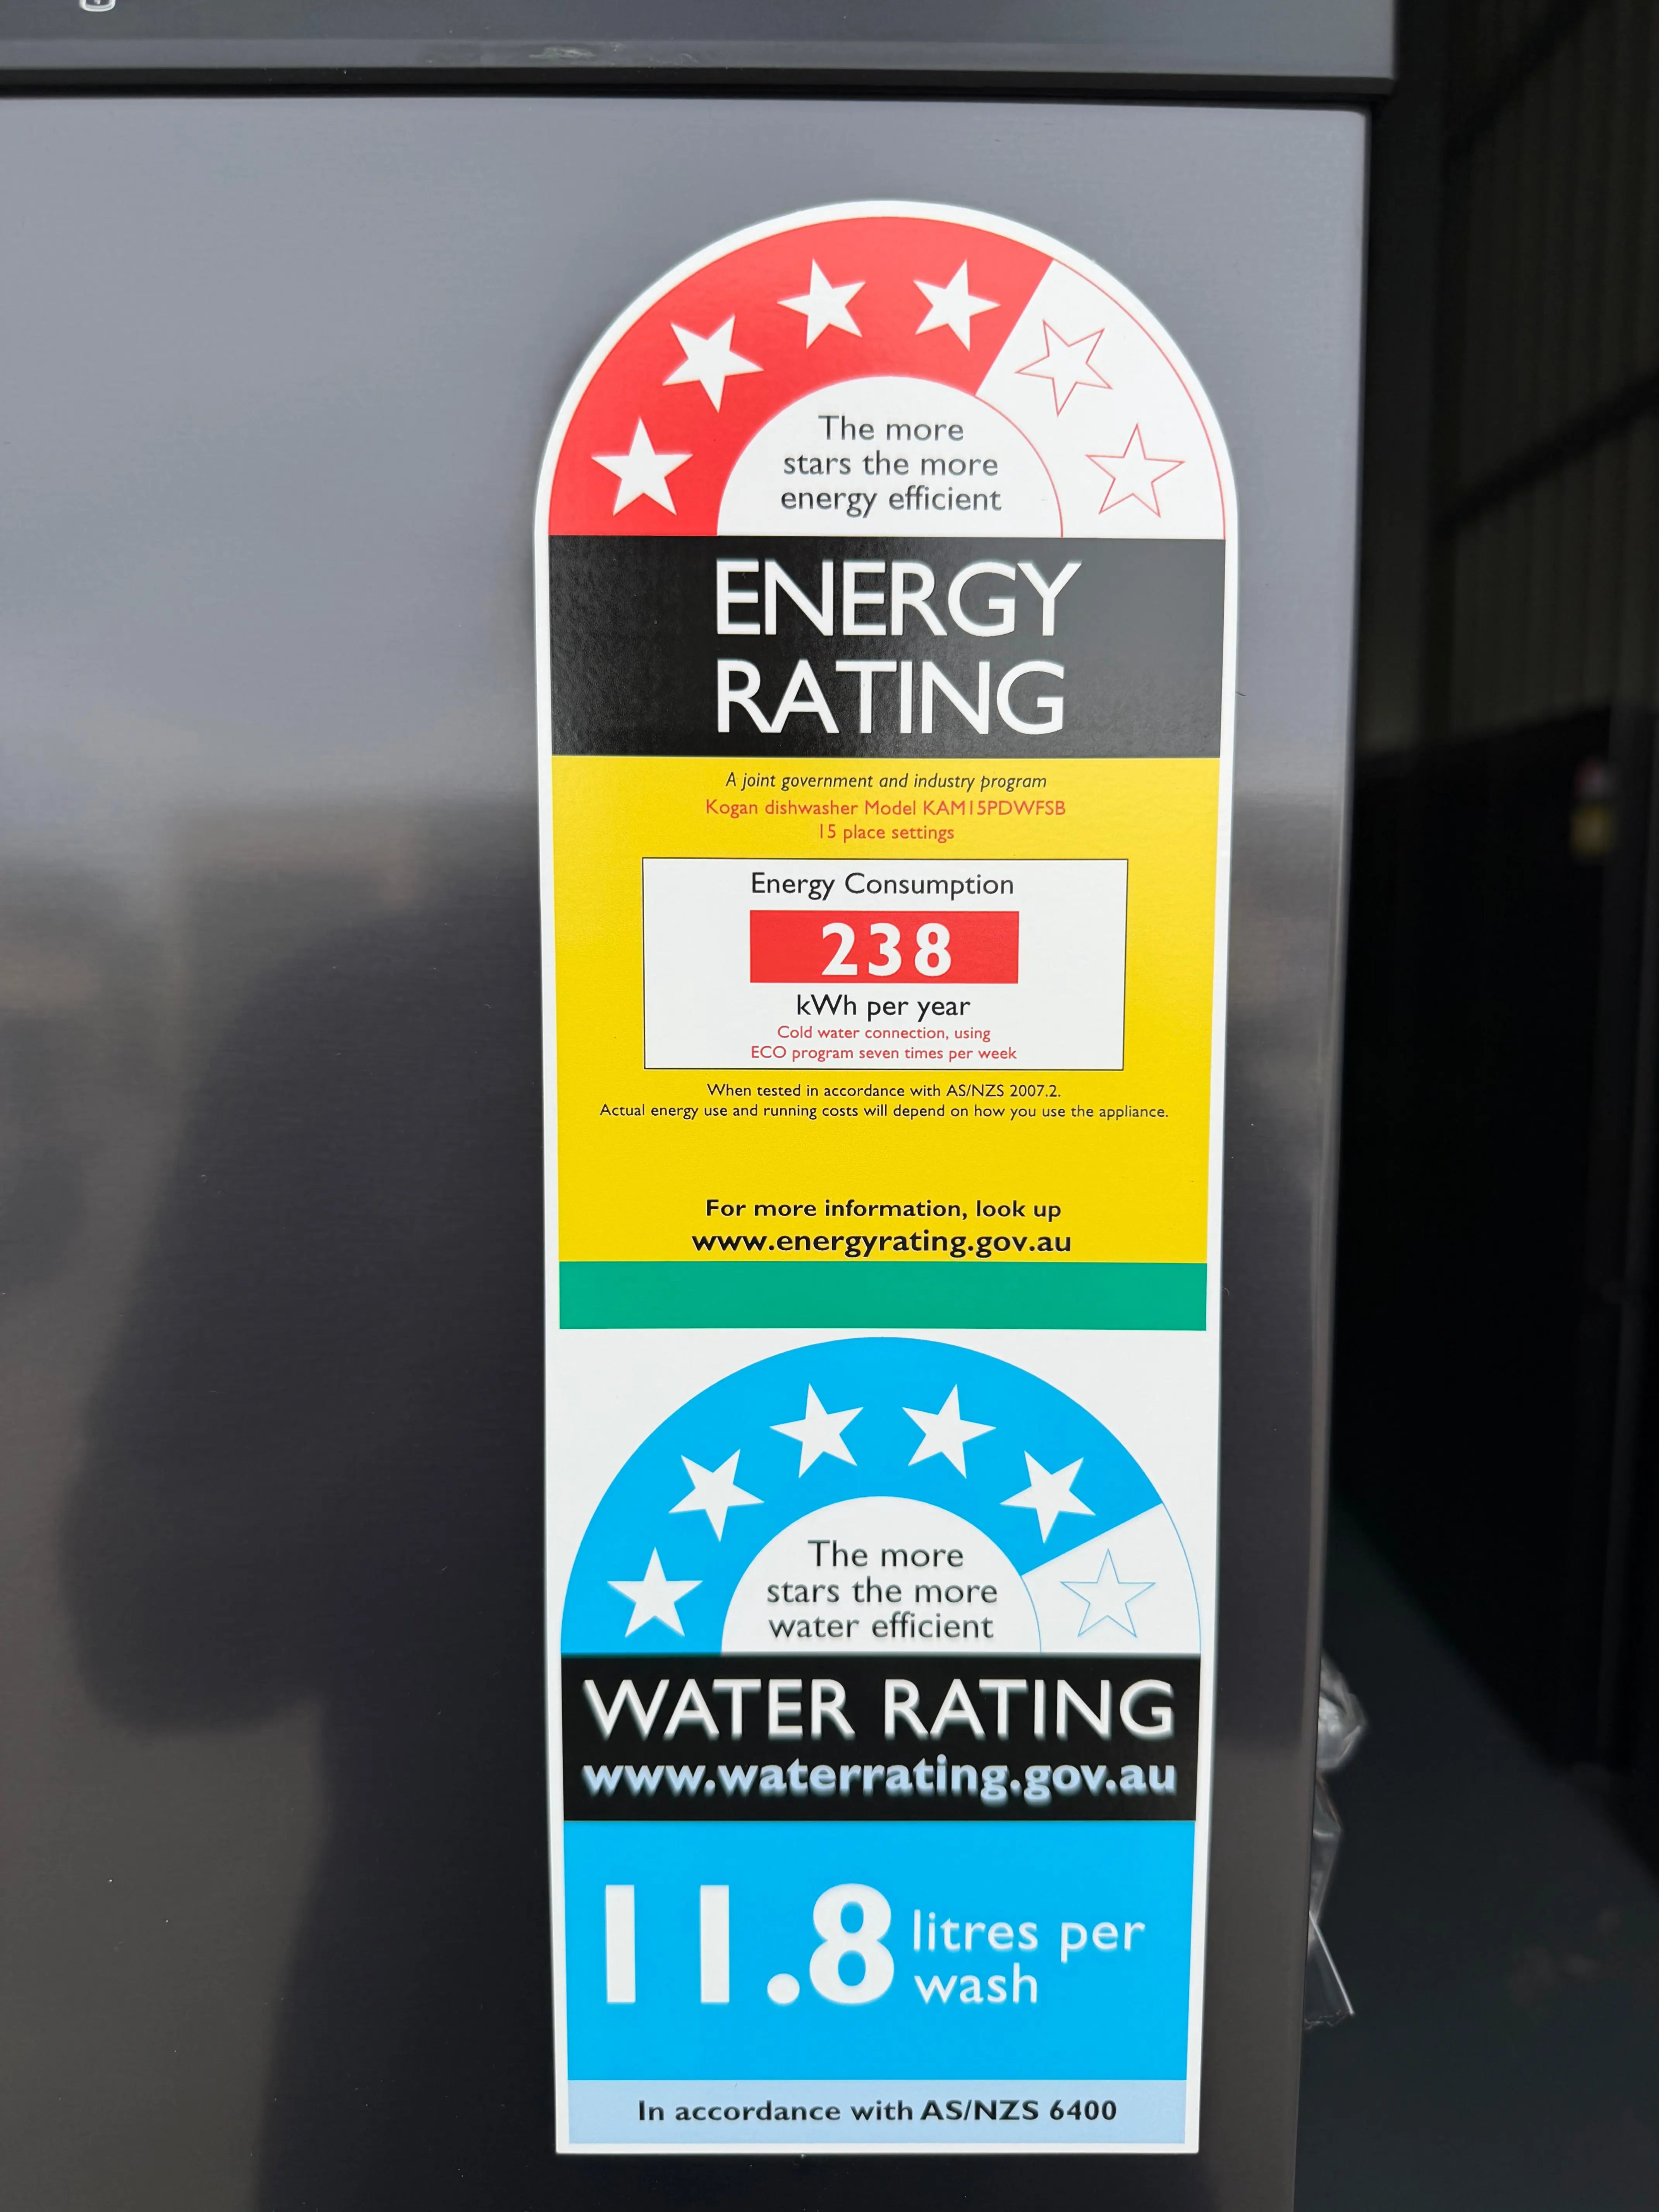 The more
stars the more
energy efficient
ENERGY
RATING
A joint government and industry program
Kogan dishwasher Model KAM15PDWFSB
15 place settings
Energy Consumption
238
kWh per year
Cold water connection, using
ECO program seven times per week
When tested in accordance with AS/NZS 2007.2.
Actual energy use and running costs will depend on how you use the appliance.
For more information, look up
www.energyrating.gov.au
The more
stars the more
water efficient
WATER RATING
www.waterrating.gov.au
11.8 litres per
wash
In accordance with AS/NZS 6400